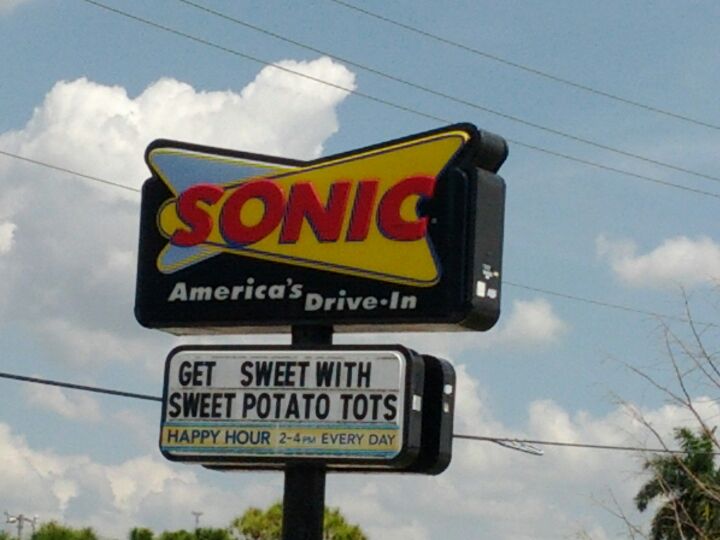 SONIC
America's Drive-In
GET SWEET WITH
SWEET POTATO TOTS
HAPPY HOUR 2-4PM EVERY DAY